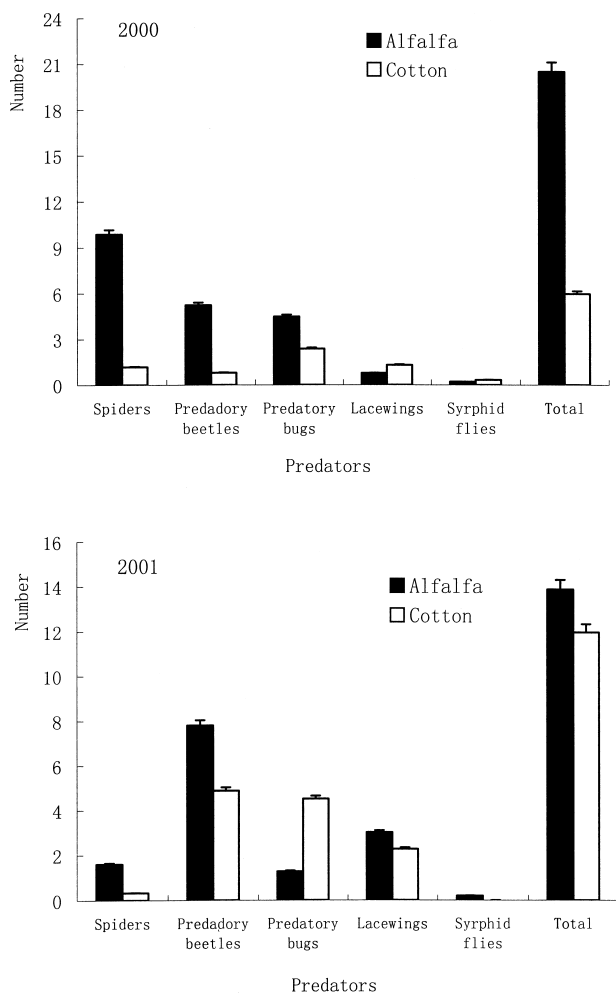 24
2000
Alfalfa
21
Cotton
Number
18
15
12
9
6
3
0
Spiders Predadory Predatory Lacewings Syrphid Total
beetles bugs flies
Predators
16
2001
14
Alfalfa
Number
Cotton
12
10
8
6
4
2
0
Spiders Predadory Predatory Lacewings Syrphid Total
beetles bugs flies
Predators